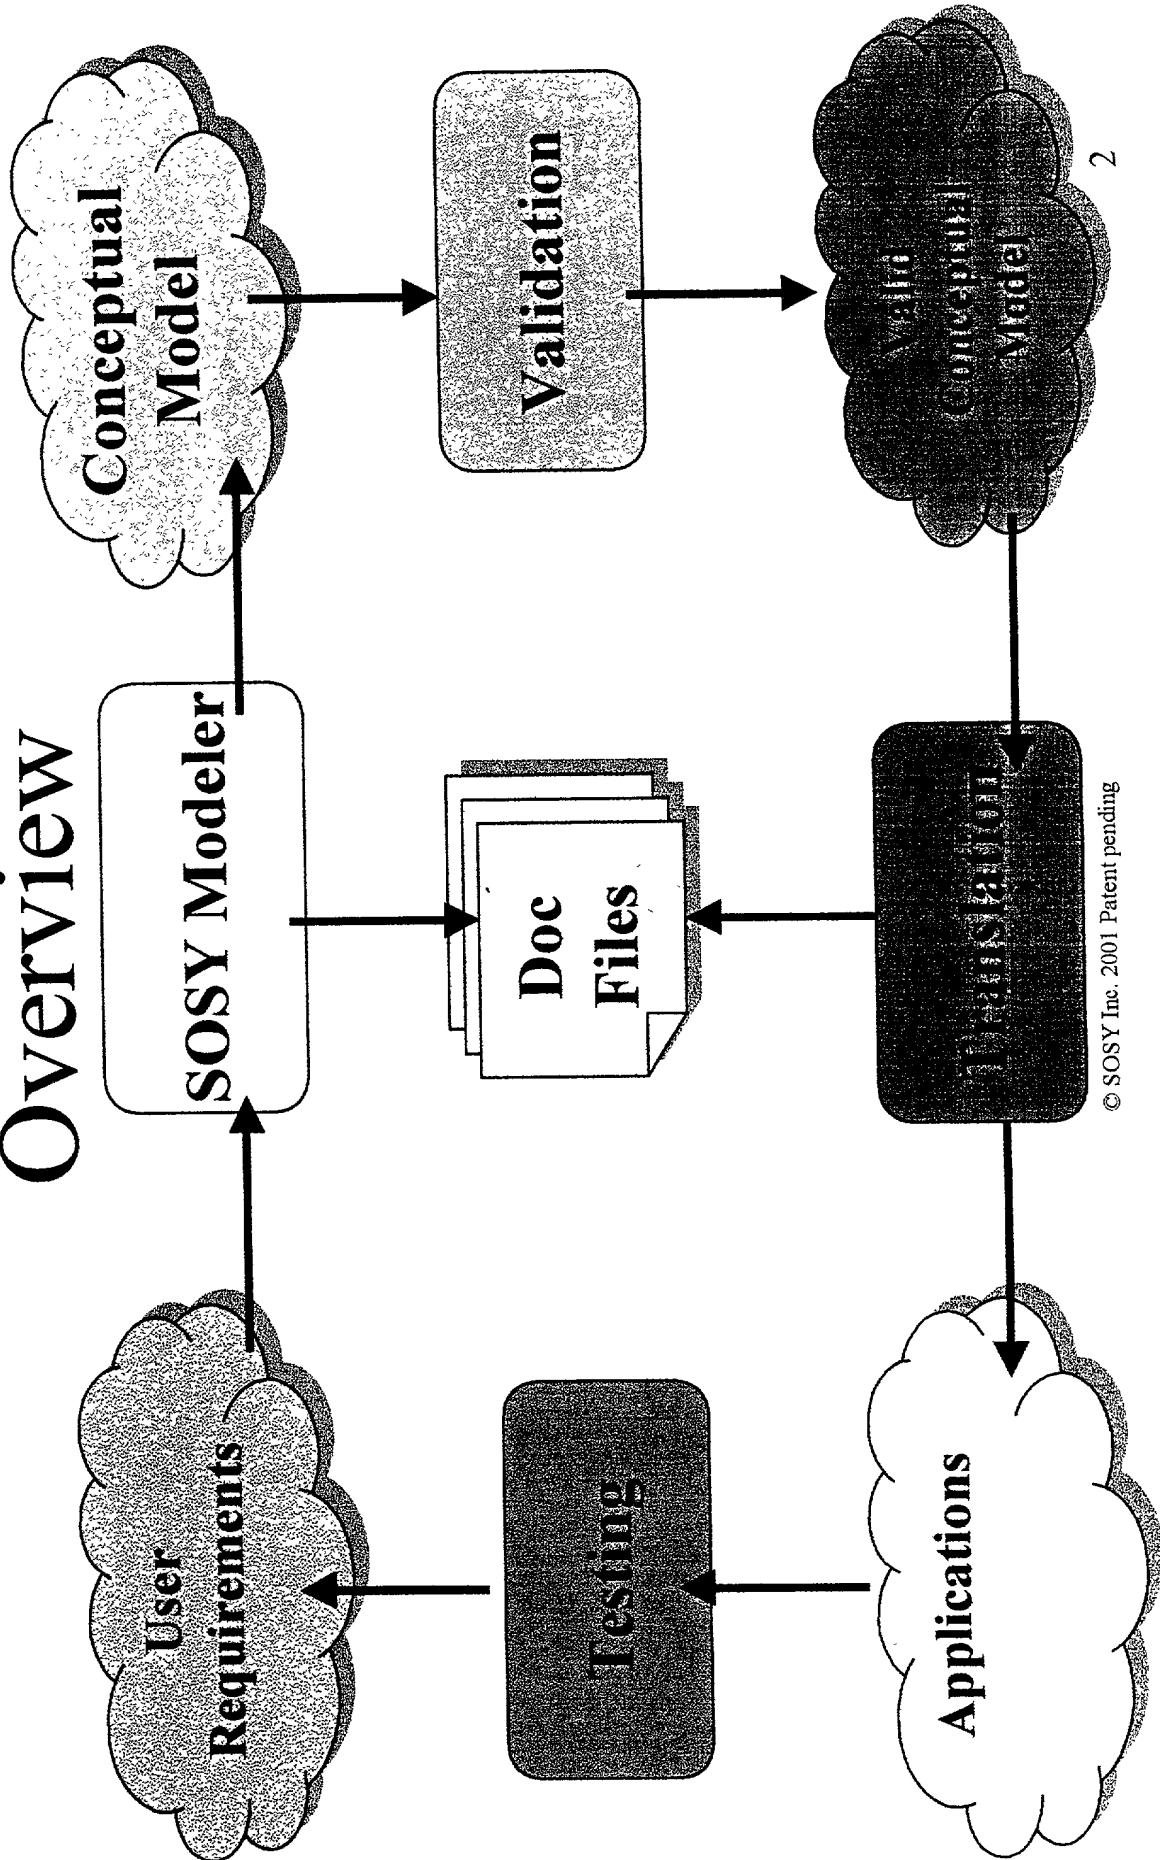 Overview
User
Requirements
SOSY Modeler
Conceptual
Model
Testing
Doc
Files
Validation
Applications
Translation
Valid
Conceptual
Model
© SOSY Inc. 2001 Patent pending
2